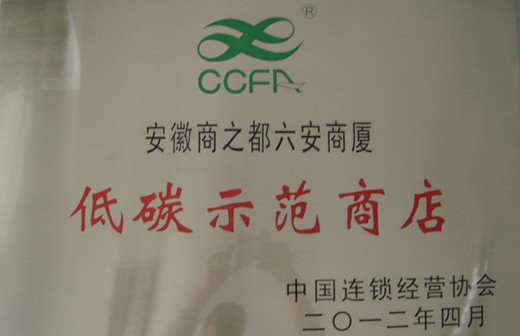 ®
CCFA
安徽商之都六安商厦
低碳示范商店
中国连锁经营协会
二〇一二年四月